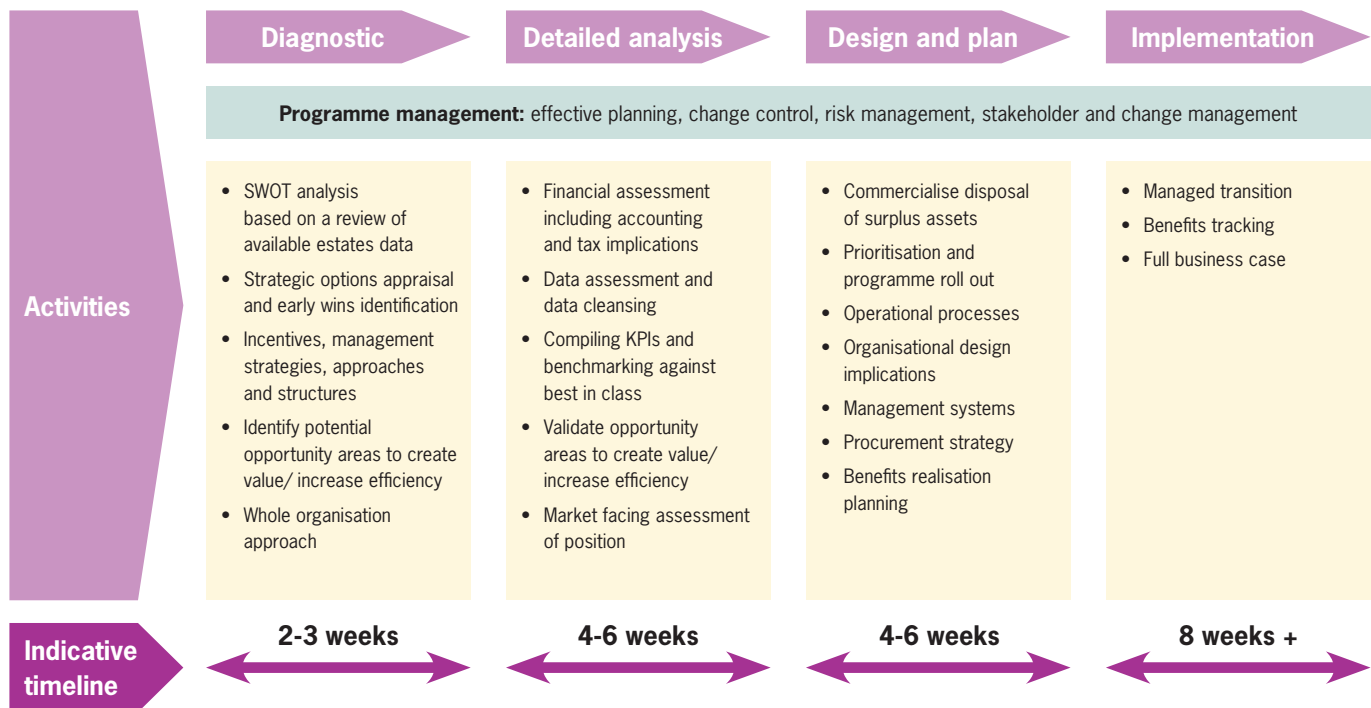 Diagnostic
Detailed analysis
Design and plan
Implementation
Programme management: effective planning, change control, risk management, stakeholder and change management
Activities
• SWOT analysis
based on a review of
available estates data
• Strategic options appraisal
and early wins identification
• Incentives, management
strategies, approaches
and structures
• Identify potential
opportunity areas to create
value/ increase efficiency
• Whole organisation
approach
• Financial assessment
including accounting
and tax implications
• Data assessment and
data cleansing
• Compiling KPIs and
benchmarking against
best in class
• Validate opportunity
areas to create value/
increase efficiency
• Market facing assessment
of position
• Commercialise disposal
of surplus assets
• Prioritisation and
programme roll out
• Operational processes
• Organisational design
implications
• Management systems
• Procurement strategy
• Benefits realisation
planning
• Managed transition
• Benefits tracking
• Full business case
Indicative
timeline
2-3 weeks
4-6 weeks
4-6 weeks
8 weeks +